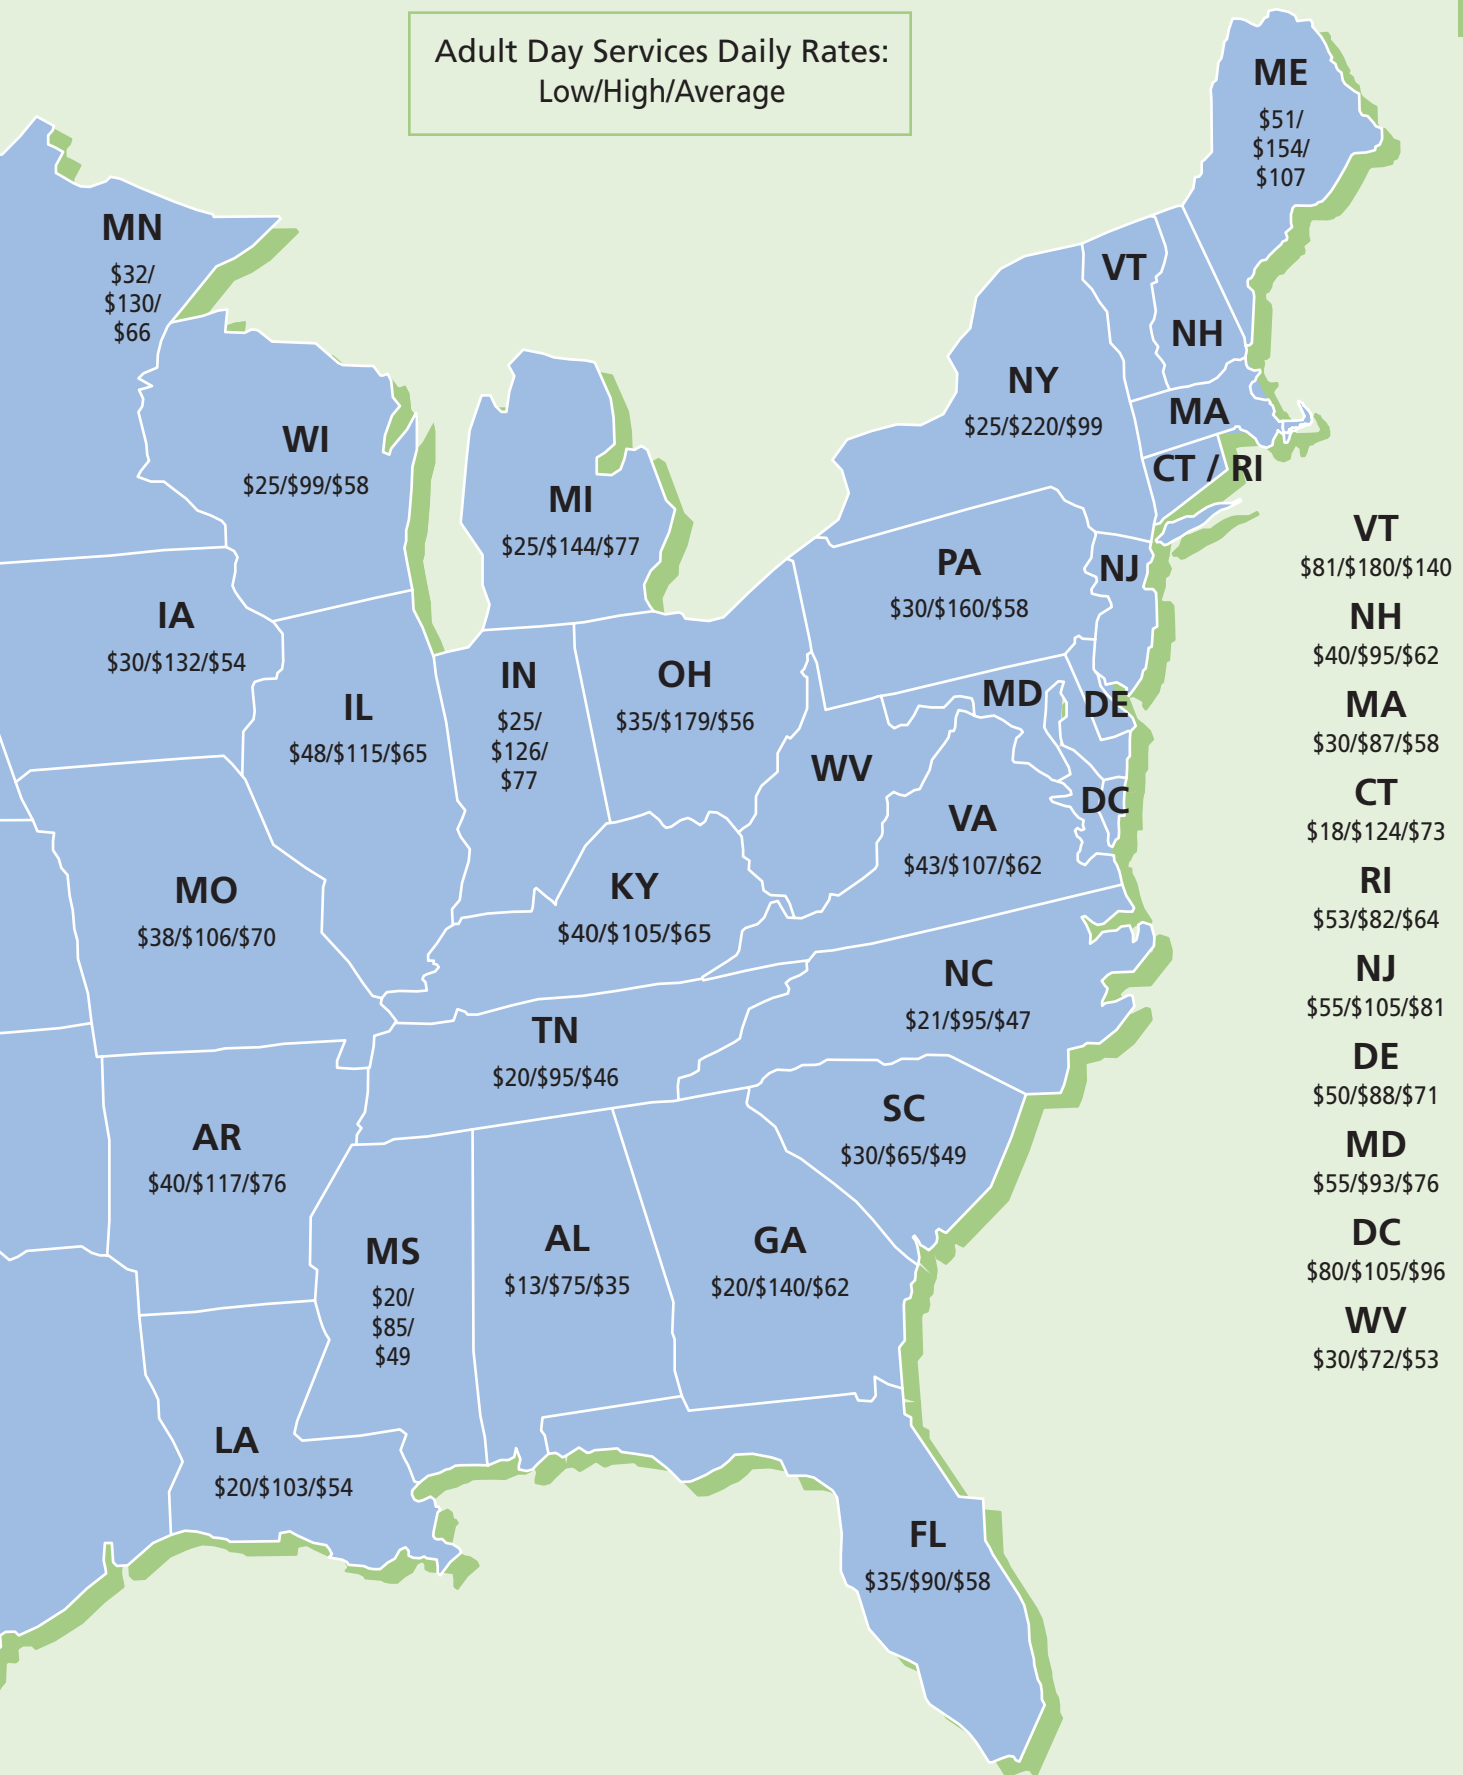 Adult Day Services Daily Rates:
Low/High/Average
ME
$51/
$154/
$107
MN
$32/
$130/
$66
VT
NH
NY
$25/$220/$99
MA
CT / RI
WI
$25/$99/$58
MI
$25/$144/$77
PA
$30/$160/$58
NJ
IA
$30/$132/$54
IL
$48/$115/$65
IN
$25/
$126/
$77
OH
$35/$179/$56
MD
DE
WV
DC
VA
$43/$107/$62
MO
$38/$106/$70
KY
$40/$105/$65
NC
$21/$95/$47
TN
$20/$95/$46
SC
$30/$65/$49
AR
$40/$117/$76
MS
$20/
$85/
$49
AL
$13/$75/$35
GA
$20/$140/$62
LA
$20/$103/$54
FL
$35/$90/$58
VT
$81/$180/$140
NH
$40/$95/$62
MA
$30/$87/$58
CT
$18/$124/$73
RI
$53/$82/$64
NJ
$55/$105/$81
DE
$50/$88/$71
MD
$55/$93/$76
DC
$80/$105/$96
WV
$30/$72/$53